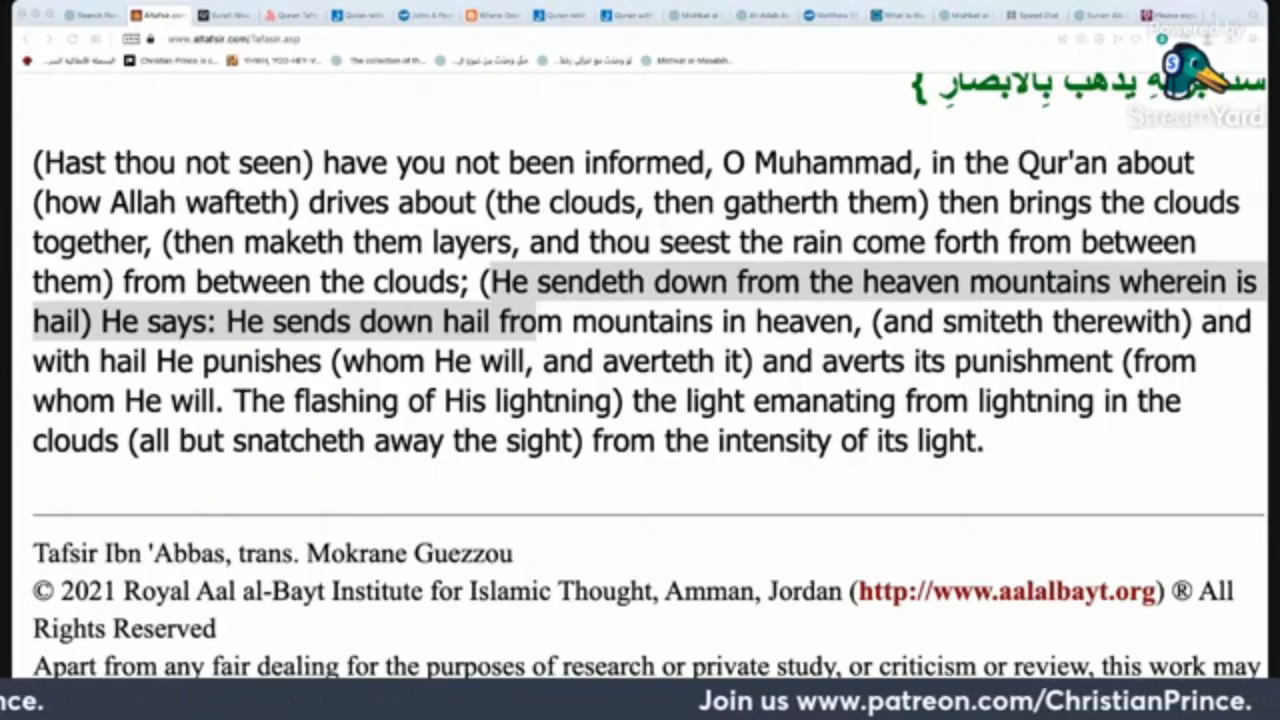 www.altafsir.com/Tafasir.asp
Powered by
StreamYard
يذهب بالأبصار }
(Hast thou not seen) have you not been informed, O Muhammad, in the Qur'an about
(how Allah wafteth) drives about (the clouds, then gatherth them) then brings the clouds
together, (then maketh them layers, and thou seest the rain come forth from between
them) from between the clouds; (He sendeth down from the heaven mountains wherein is
hail) He says: He sends down hail from mountains in heaven, (and smiteth therewith) and
with hail He punishes (whom He will, and averteth it) and averts its punishment (from
whom He will. The flashing of His lightning) the light emanating from lightning in the
clouds (all but snatcheth away the sight) from the intensity of its light.
Tafsir Ibn 'Abbas, trans. Mokrane Guezzou
© 2021 Royal Aal al-Bayt Institute for Islamic Thought, Amman, Jordan (http://www.aalalbayt.org) ® All
Rights Reserved
Apart from any fair dealing for the purposes of research or private study, or criticism or review, this work may
nce. Join us www.patreon.com/ChristianPrince.